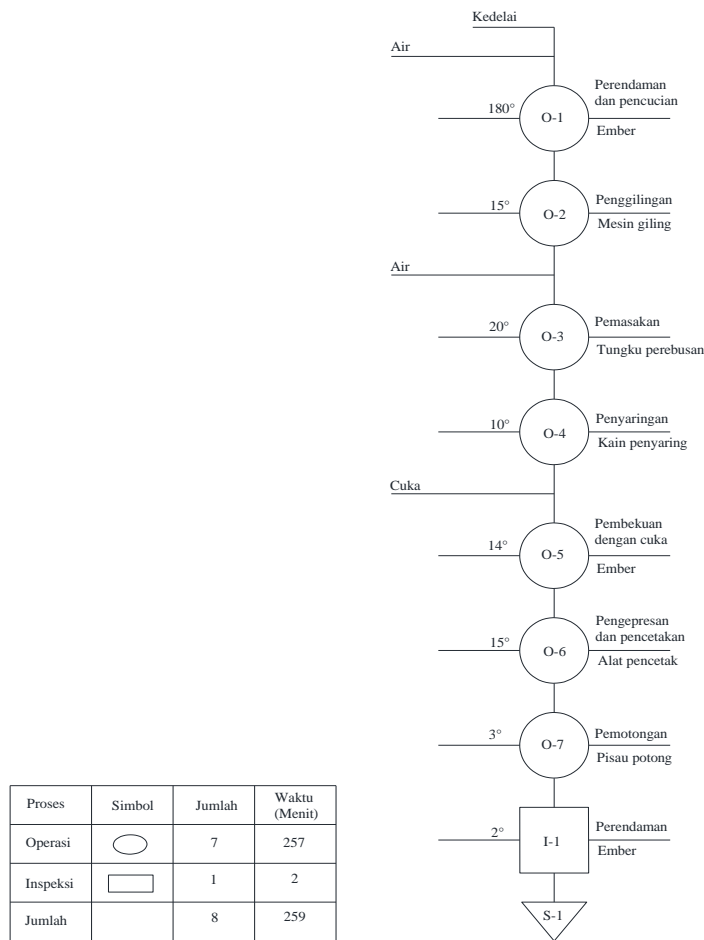 Kedelai
Air
180°
O-1
Perendaman
dan pencucian
Ember
15°
O-2
Penggilingan
Mesin giling
Air
20°
O-3
Pemasakan
Tungku perebusan
10°
O-4
Penyaringan
Kain penyaring
Cuka
14°
O-5
Pembekuan
dengan cuka
Ember
15°
O-6
Pengepresan
dan pencetakan
Alat pencetak
3°
O-7
Pemotongan
Pisau potong
2°
I-1
Perendaman
Ember
S-1
Proses Simbol Jumlah Waktu
(Menit)
Operasi 7 257
Inspeksi 1 2
Jumlah 8 259